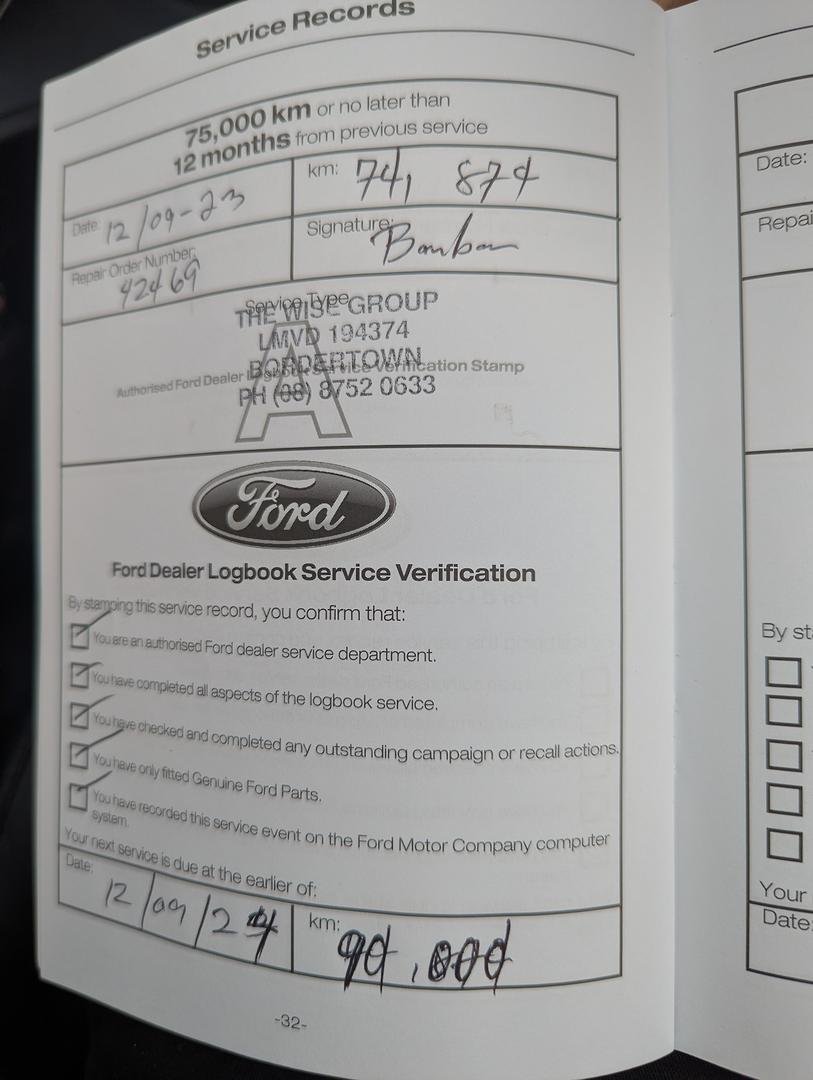 Service Records
75,000 km or no later than
12 months from previous service
Date: 12/09-23
km: 74, 874
Repair Order Number:
42469
Signature:
Service Type
THE WISE GROUP
LMVD 194374
BORDERTOWN
Authorised Ford Dealer Logbook Service Verification Stamp
PH (08) 8752 0633
A
Ford
Ford Dealer Logbook Service Verification
By stamping this service record, you confirm that:
You are an authorised Ford dealer service department.
You have completed all aspects of the logbook service.
You have checked and completed any outstanding campaign or recall actions.
You have only fitted Genuine Ford Parts.
You have recorded this service event on the Ford Motor Company computer
system.
Your next service is due at the earlier of:
Date: 12/09/24
km: 90,000
-32-
Date:
Repai
By st
Your
Date: